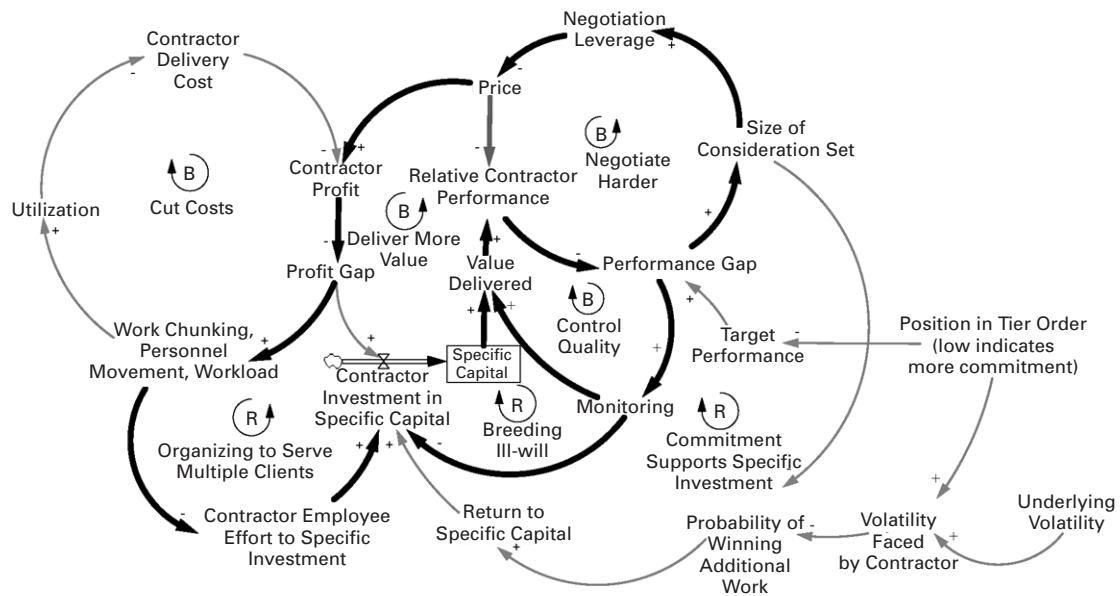 Negotiation
Leverage
Contractor
Delivery
Cost
+
-
-
Price
B
Negotiate
Harder
Size of
Consideration Set
-
+
-
B
Cut Costs
Contractor
Profit
Relative Contractor
Performance
Utilization
+
B
Deliver More
Value
+
-
-
+
Profit Gap
Value
Delivered
Performance Gap
B
Control
Quality
+
+
+
Work Chunking,
Personnel
Movement, Workload
+
+
Specific
Capital
+
Target
Performance
-
Position in Tier Order
(low indicates
more commitment)
Contractor
Investment in
Specific Capital
R
Organizing to Serve
Multiple Clients
R
Breeding
Ill-will
Monitoring
R
Commitment
Supports Specific
Investment
+
+
-
-
Contractor Employee
Effort to Specific
Investment
Return to
Specific Capital
+
-
Probability of
Winning
Additional
Work
-
+
+
Volatility
Faced
by Contractor
Underlying
Volatility